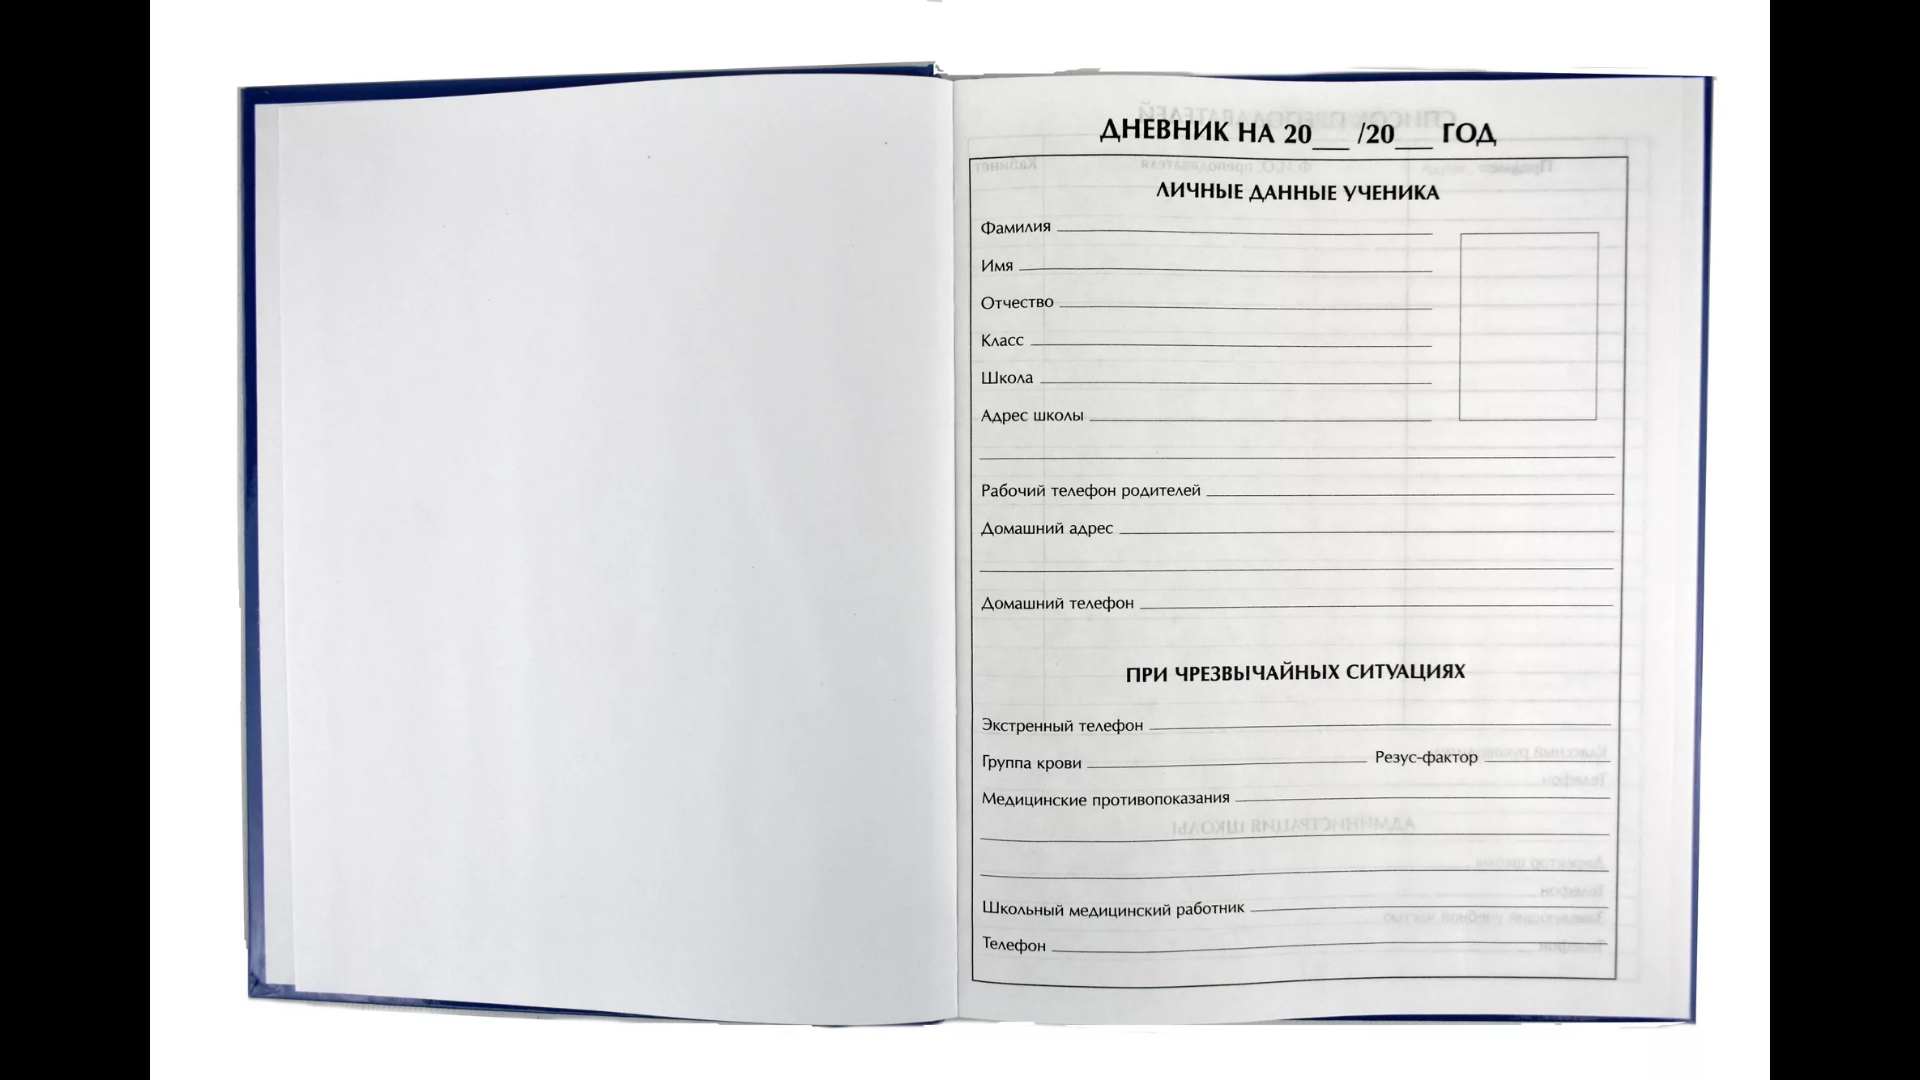 ДНЕВНИК НА 20___ /20___ ГОД
ЛИЧНЫЕ ДАННЫЕ УЧЕНИКА
Фамилия
Имя
Отчество
Класс
Школа
Адрес школы
Рабочий телефон родителей
Домашний адрес
Домашний телефон
ПРИ ЧРЕЗВЫЧАЙНЫХ СИТУАЦИЯХ
Экстренный телефон
Группа крови Резус-фактор
Медицинские противопоказания
Школьный медицинский работник
Телефон